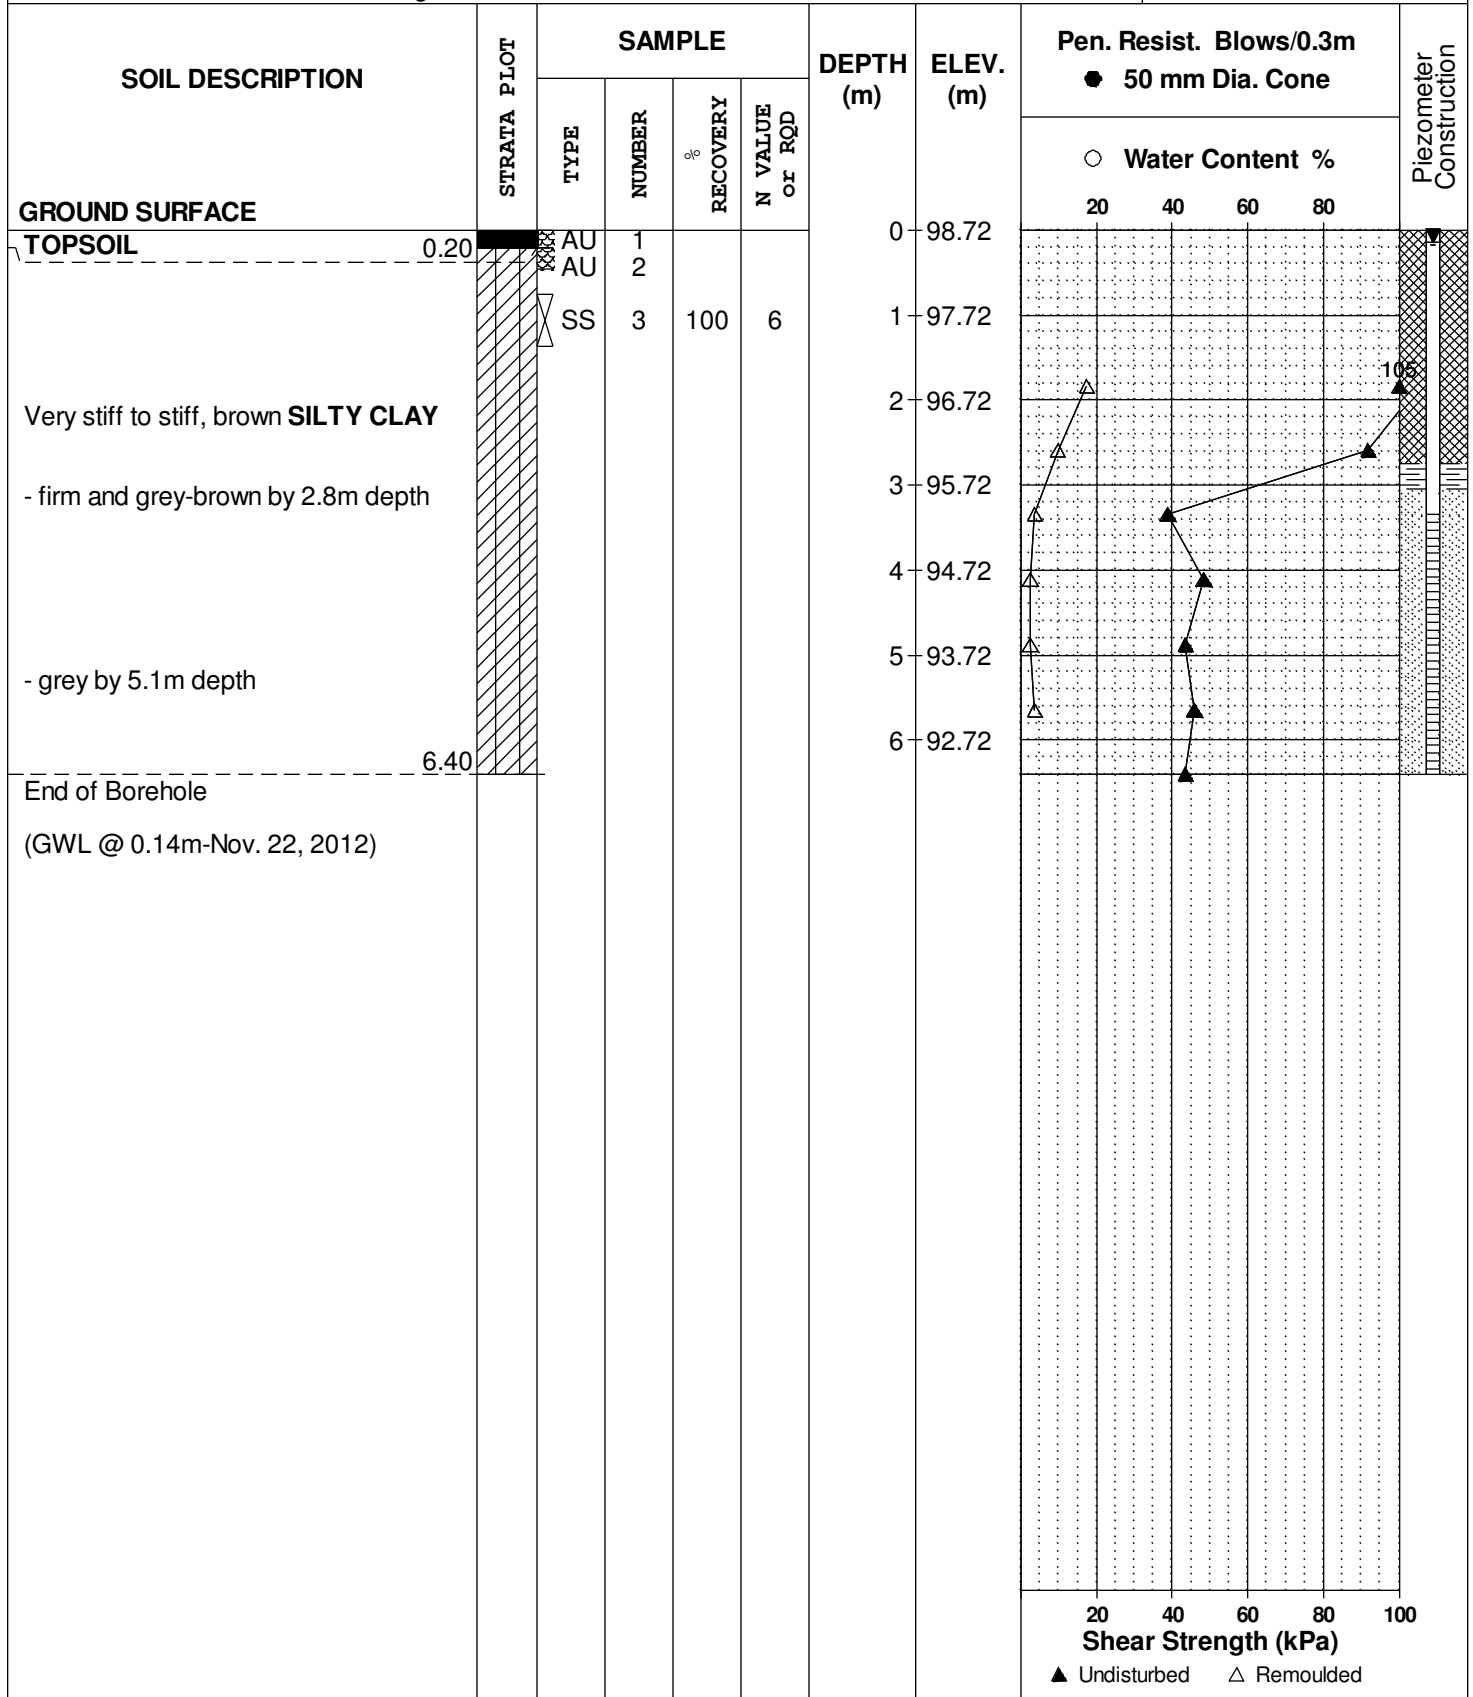 SOIL DESCRIPTION
GROUND SURFACE
STRATA PLOT
SAMPLE
TYPE
NUMBER
%
RECOVERY
N VALUE
or RQD
DEPTH
(m)
ELEV.
(m)
Pen. Resist. Blows/0.3m
● 50 mm Dia. Cone
○ Water Content %
20 40 60 80
Piezometer
Construction
TOPSOIL 0.20
AU 1
AU 2
SS 3 100 6
0 98.72
1 97.72
105
2 96.72
Very stiff to stiff, brown SILTY CLAY
3 95.72
- firm and grey-brown by 2.8m depth
4 94.72
5 93.72
- grey by 5.1m depth
6 92.72
6.40
End of Borehole
(GWL @ 0.14m-Nov. 22, 2012)
20 40 60 80 100
Shear Strength (kPa)
▲ Undisturbed △ Remoulded